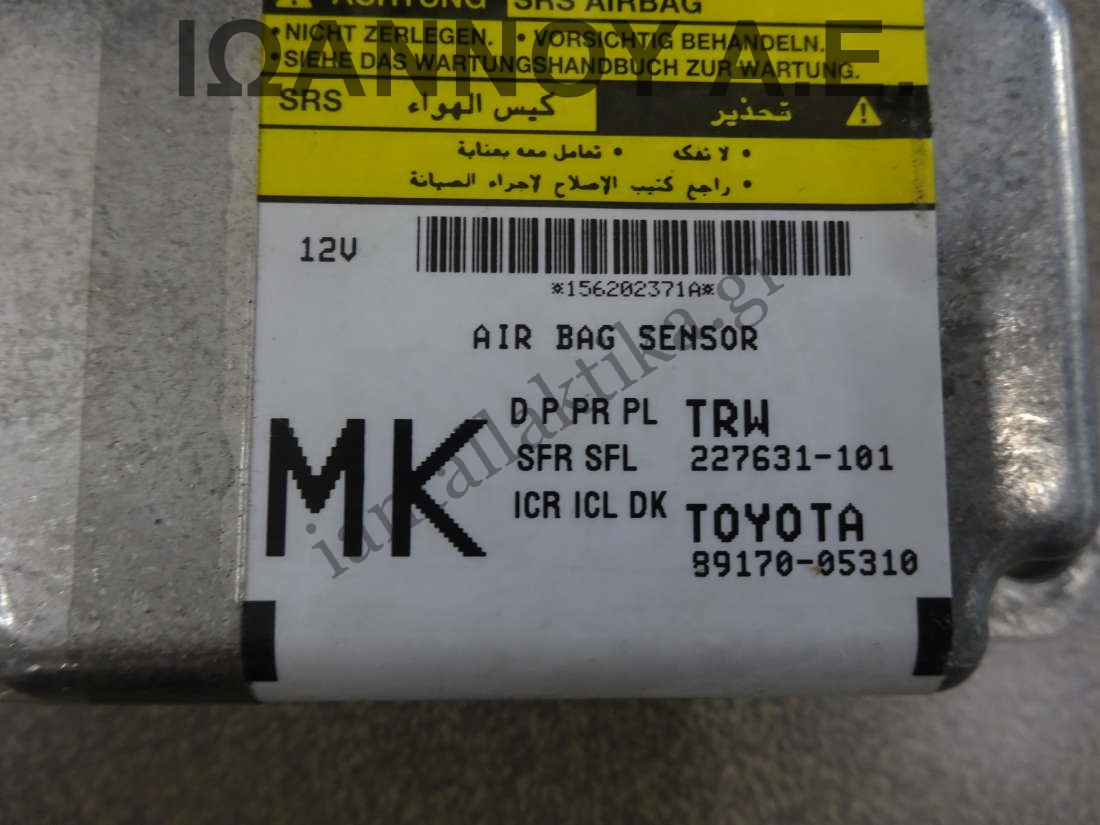 ACHTUNG SRS AIRBAG
ΙΩΑΝΝΟΥ Α.Ε.
•NICHT ZERLEGEN. • VORSICHTIG BEHANDELN.
•SIEHE DAS WARTUNGSHANDBUCH ZUR WARTUNG.
SRS كيس الهواء تحذير
• لا تفكه • تعامل معه بعناية
• راجع كتيب الإصلاح لاجراء الصيانة
12V
*156202371A*
AIR BAG SENSOR
MK
D P PR PL TRW
SFR SFL 227631-101
ICR ICL DK TOYOTA
89170-05310
iantallaktika.gr